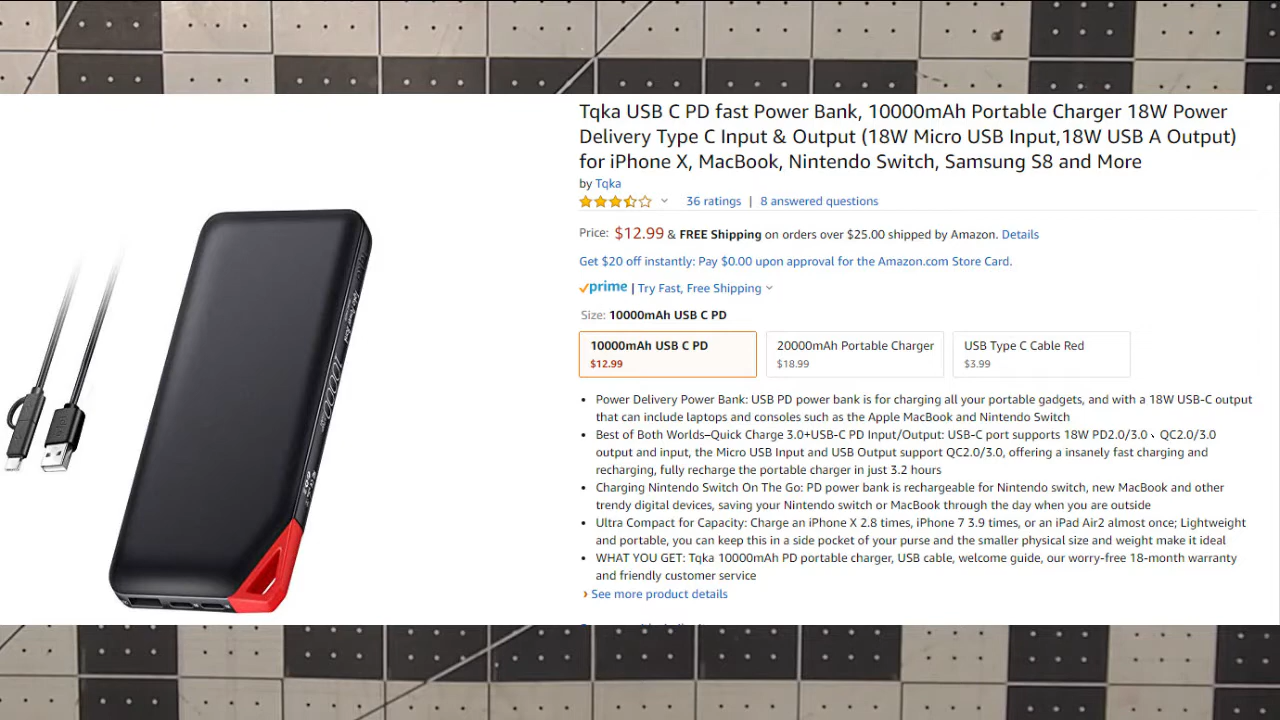 Tqka USB C PD fast Power Bank, 10000mAh Portable Charger 18W Power
Delivery Type C Input & Output (18W Micro USB Input,18W USB A Output)
for iPhone X, MacBook, Nintendo Switch, Samsung S8 and More
by Tqka
36 ratings | 8 answered questions
Price: $12.99 & FREE Shipping on orders over $25.00 shipped by Amazon. Details
Get $20 off instantly: Pay $0.00 upon approval for the Amazon.com Store Card.
prime | Try Fast, Free Shipping
Size: 10000mAh USB C PD
10000mAh USB C PD
$12.99
20000mAh Portable Charger
$18.99
USB Type C Cable Red
$3.99
• Power Delivery Power Bank: USB PD power bank is for charging all your portable gadgets, and with a 18W USB-C output
that can include laptops and consoles such as the Apple MacBook and Nintendo Switch
• Best of Both Worlds–Quick Charge 3.0+USB-C PD Input/Output: USB-C port supports 18W PD2.0/3.0、QC2.0/3.0
output and input, the Micro USB Input and USB Output support QC2.0/3.0, offering a insanely fast charging and
recharging, fully recharge the portable charger in just 3.2 hours
• Charging Nintendo Switch On The Go: PD power bank is rechargeable for Nintendo switch, new MacBook and other
trendy digital devices, saving your Nintendo switch or MacBook through the day when you are outside
• Ultra Compact for Capacity: Charge an iPhone X 2.8 times, iPhone 7 3.9 times, or an iPad Air2 almost once; Lightweight
and portable, you can keep this in a side pocket of your purse and the smaller physical size and weight make it ideal
• WHAT YOU GET: Tqka 10000mAh PD portable charger, USB cable, welcome guide, our worry-free 18-month warranty
and friendly customer service
› See more product details